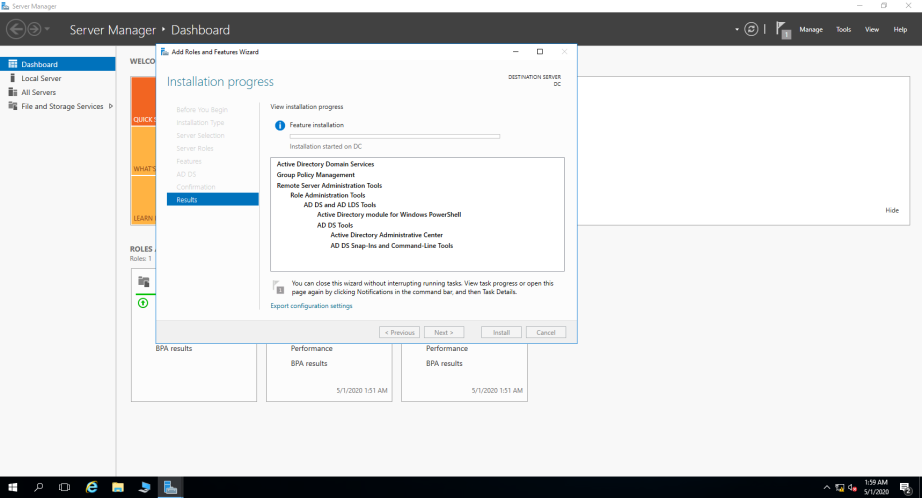 Server Manager
Server Manager • Dashboard
Manage Tools View Help
1
Dashboard
Local Server
All Servers
File and Storage Services
WELCO
QUICK S
WHAT'S
LEARN
Hide
ROLES
Roles: 1
Add Roles and Features Wizard
Installation progress
DESTINATION SERVER
DC
Before You Begin
Installation Type
Server Selection
Server Roles
Features
AD DS
Confirmation
Results
View installation progress
Feature installation
Installation started on DC
Active Directory Domain Services
Group Policy Management
Remote Server Administration Tools
Role Administration Tools
AD DS and AD LDS Tools
Active Directory module for Windows PowerShell
AD DS Tools
Active Directory Administrative Center
AD DS Snap-Ins and Command-Line Tools
1
You can close this wizard without interrupting running tasks. View task progress or open this
page again by clicking Notifications in the command bar, and then Task Details.
Export configuration settings
< Previous
Next >
Install
Cancel
BPA results
Performance
BPA results
5/1/2020 1:51 AM
Performance
BPA results
5/1/2020 1:51 AM
1:59 AM
5/1/2020